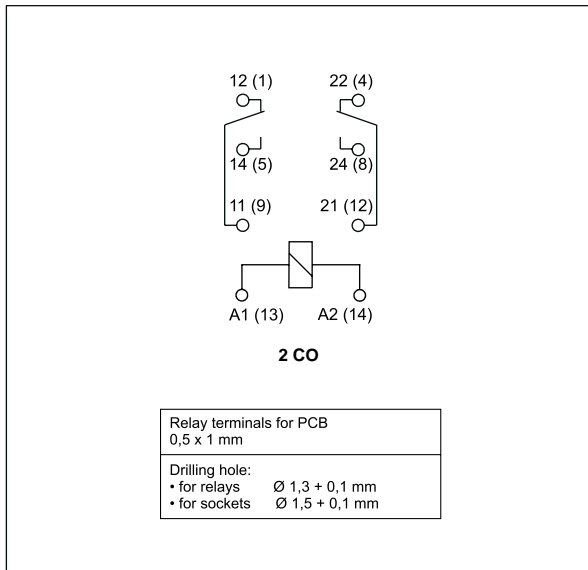 12 (1) 22 (4)
14 (5) 24 (8)
11 (9) 21 (12)
A1 (13) A2 (14)
2 CO
Relay terminals for PCB
0,5 x 1 mm
Drilling hole:
• for relays Ø 1,3 + 0,1 mm
• for sockets Ø 1,5 + 0,1 mm